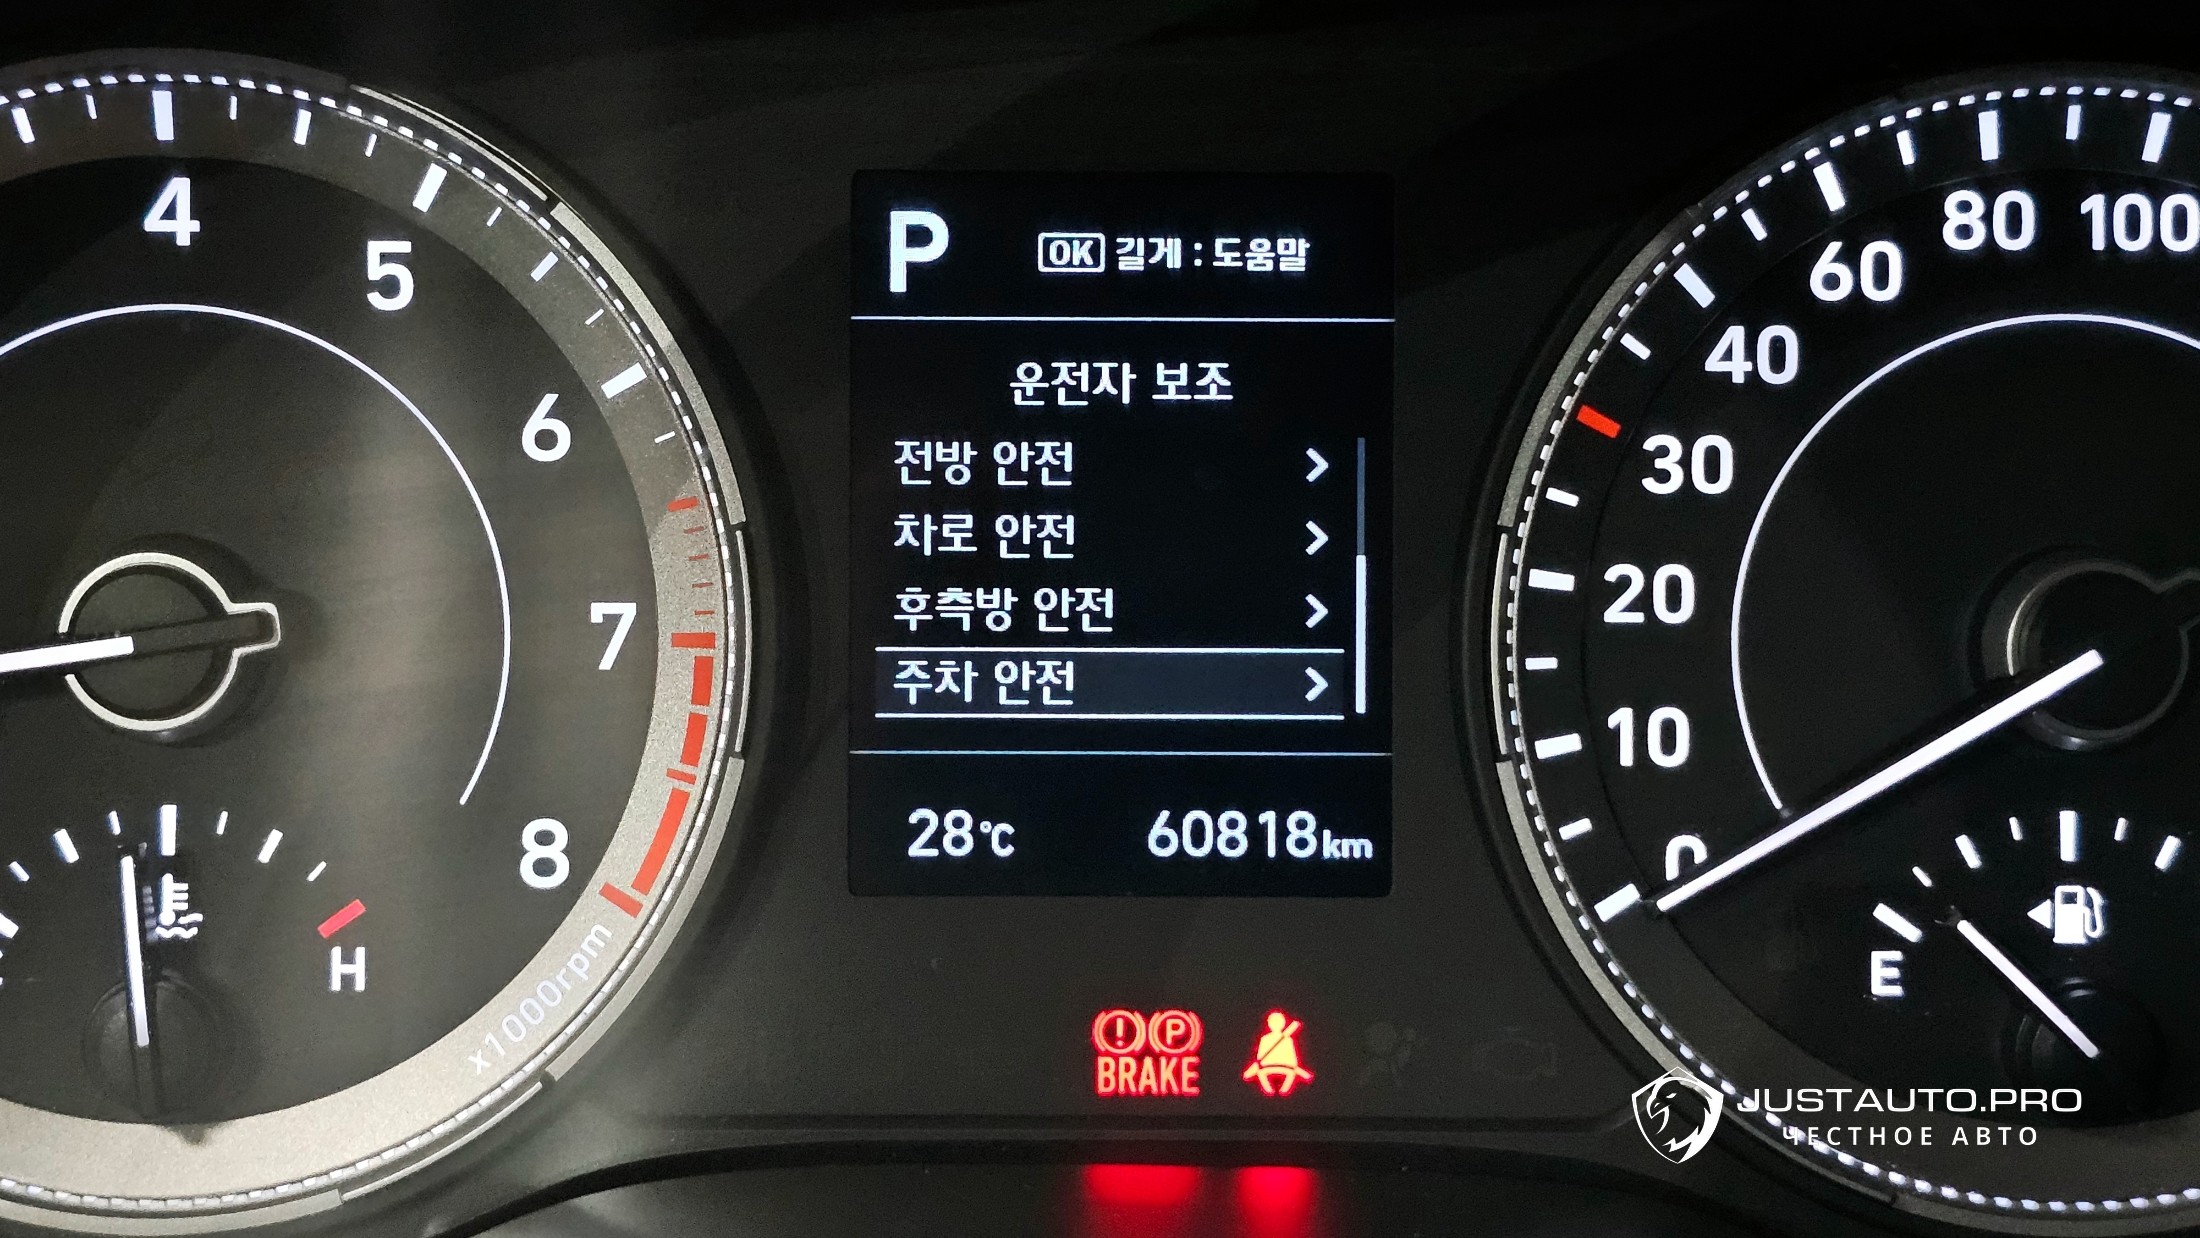 P
OK 길게 : 도움말
운전자 보조
전방 안전
차로 안전
후측방 안전
주차 안전
28°C 60818km
4
5
6
7
8
x1000rpm
H
0
10
20
30
40
60
80
100
E
BRAKE
JUSTAUTO.PRO
ЧЕСТНОЕ АВТО